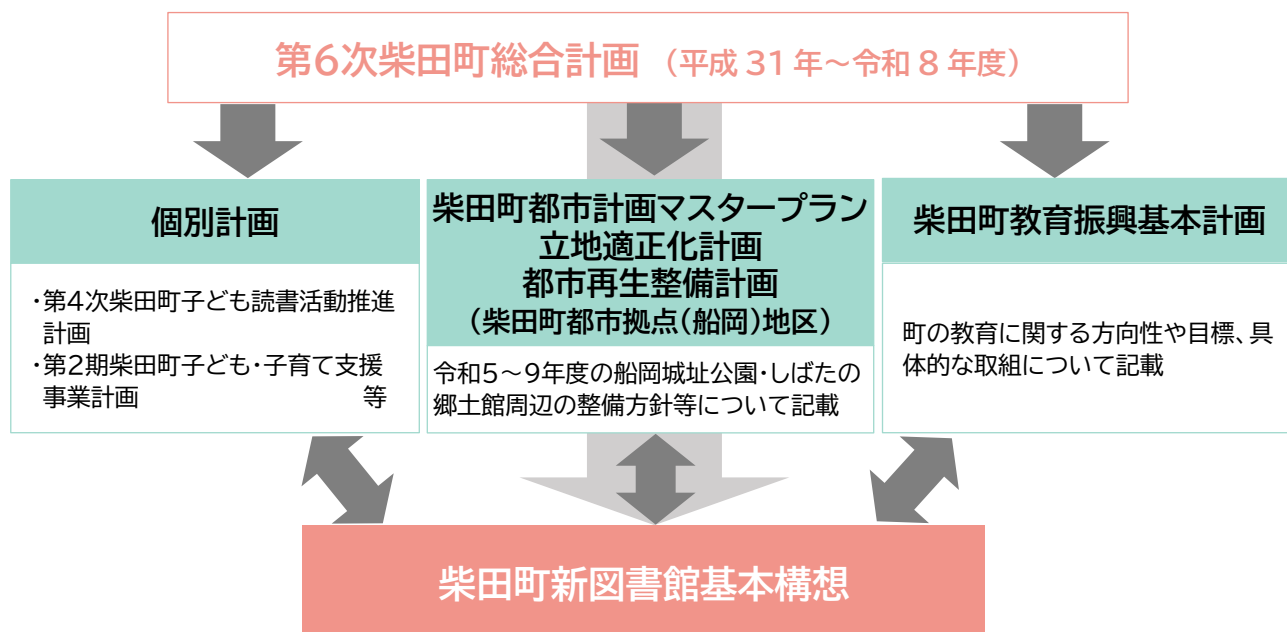 第6次柴田町総合計画 （平成 31 年～令和 8 年度）
個別計画
・第4次柴田町子ども読書活動推進
計画
・第2期柴田町子ども・子育て支援
事業計画 等
柴田町都市計画マスタープラン
立地適正化計画
都市再生整備計画
（柴田町都市拠点（船岡）地区）
令和5～9年度の船岡城址公園・しばたの
郷土館周辺の整備方針等について記載
柴田町教育振興基本計画
町の教育に関する方向性や目標、具
体的な取組について記載
柴田町新図書館基本構想